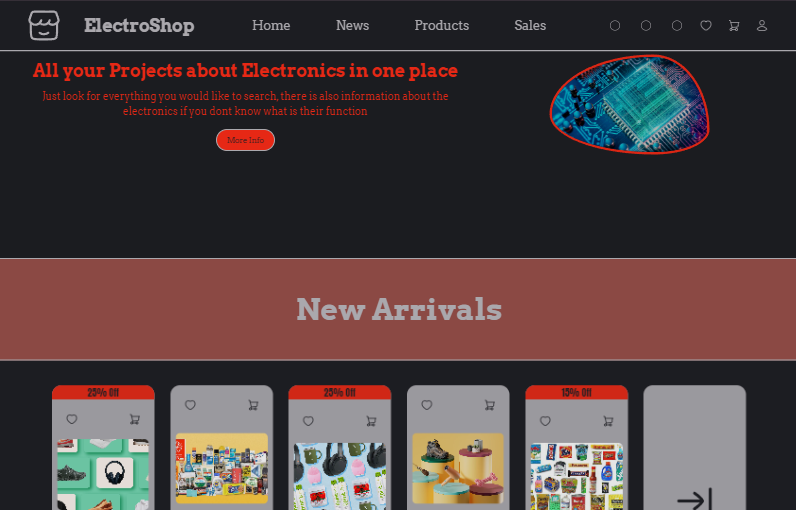 ElectroShop
Home News Products Sales
All your Projects about Electronics in one place
Just look for everything you would like to search, there is also information about the
electronics if you dont know what is their function
More Info
New Arrivals
25% Off
25% Off
15% Off